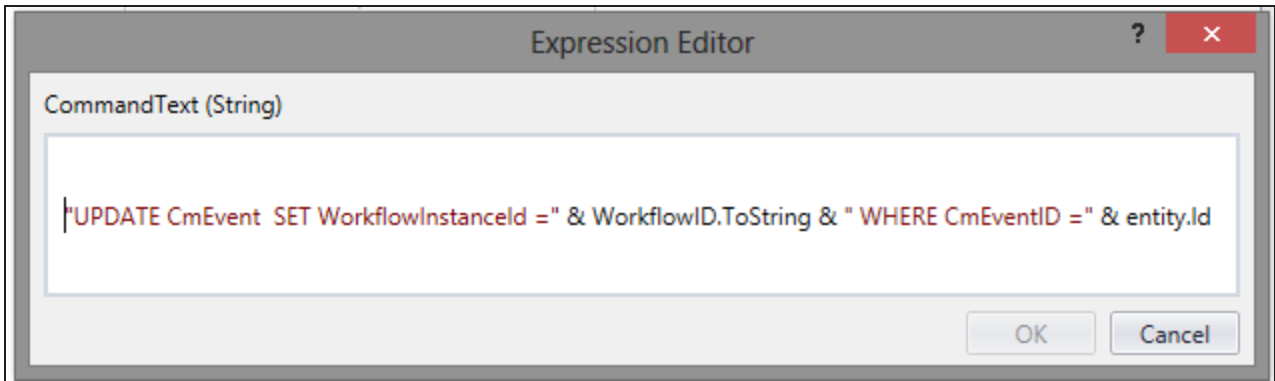 Expression Editor
? ×
CommandText (String)
"UPDATE CmEvent  SET WorkflowInstanceId =" & WorkflowID.ToString & " WHERE CmEventID =" & entity.Id
OK Cancel